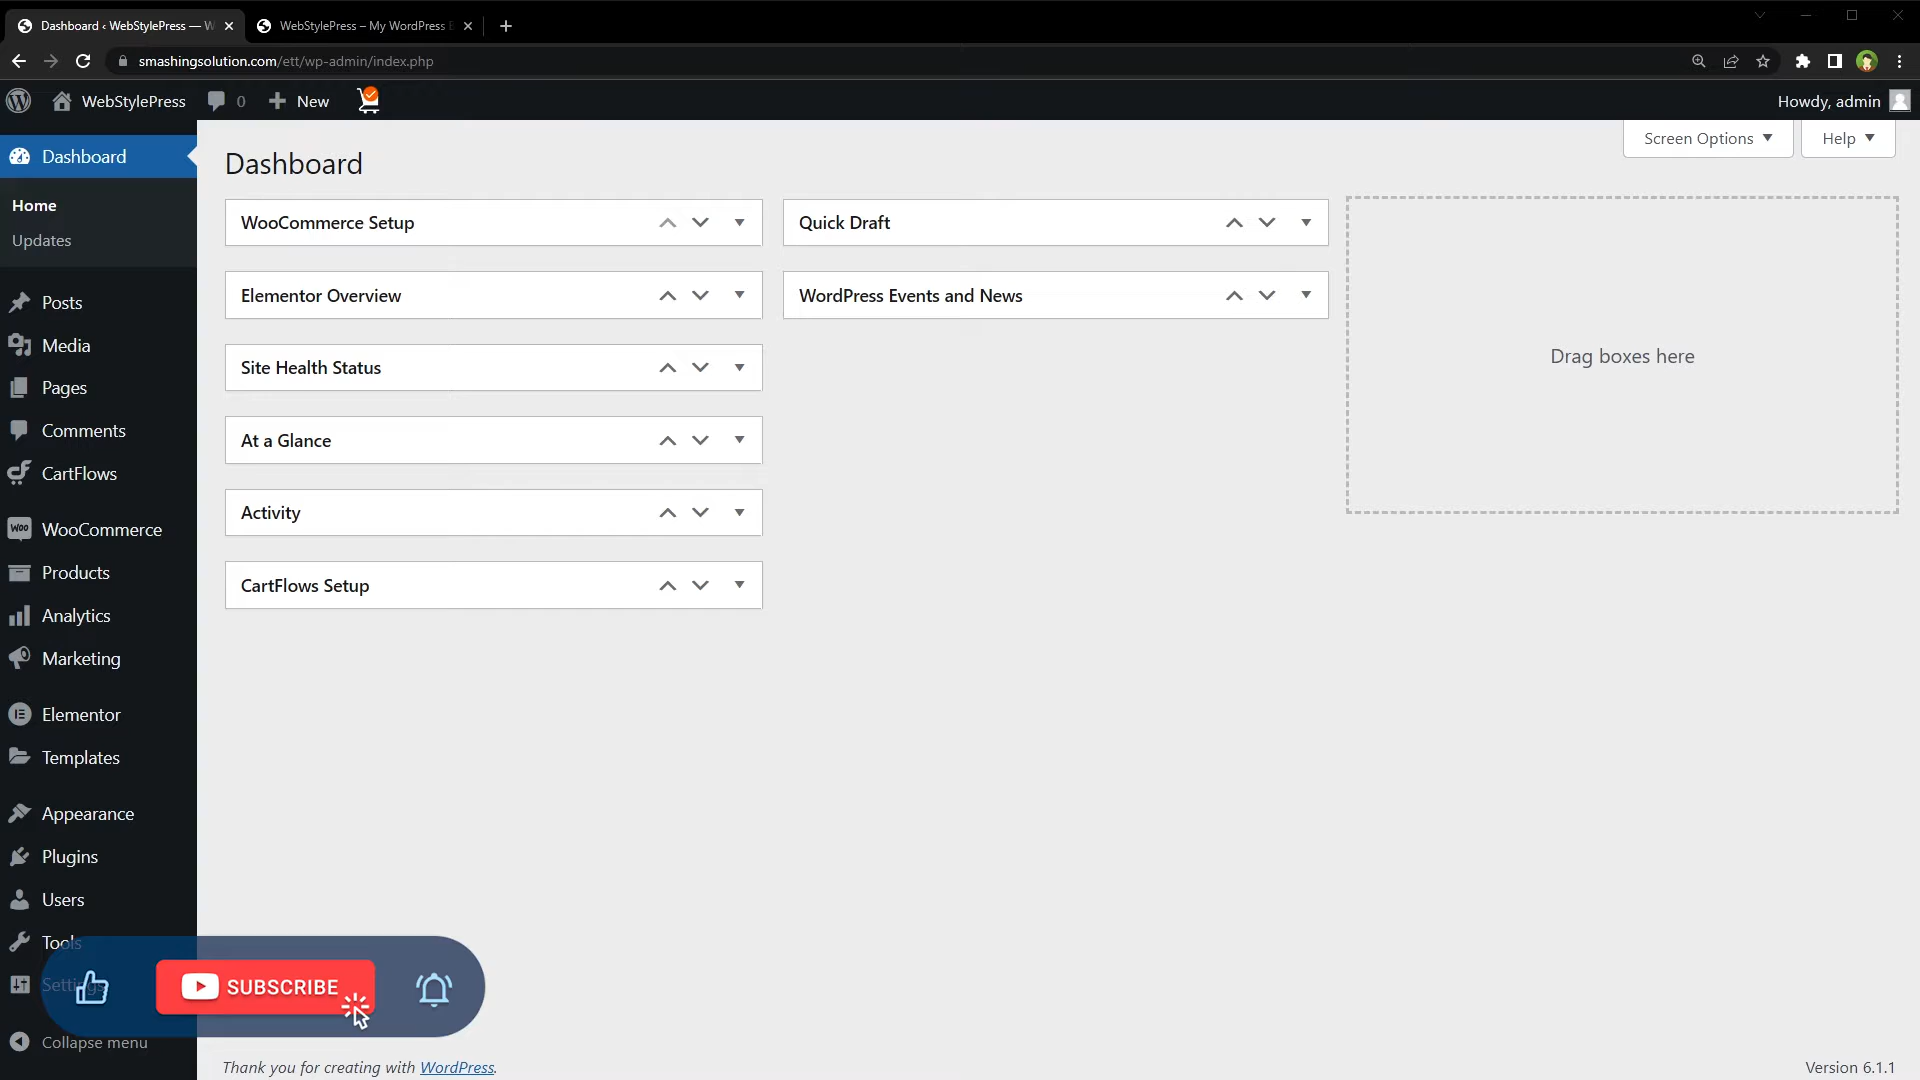 Dashboard ‹ WebStylePress — W
WebStylePress – My WordPress
smashingsolution.com/ett/wp-admin/index.php
WebStylePress
0
New
Howdy, admin
Dashboard
Home
Updates
Posts
Media
Pages
Comments
CartFlows
Woo
WooCommerce
Products
Analytics
Marketing
Elementor
Templates
Appearance
Plugins
Users
Tools
Settings
Collapse menu
Dashboard
Screen Options
Help
WooCommerce Setup
Elementor Overview
Site Health Status
At a Glance
Activity
CartFlows Setup
Quick Draft
WordPress Events and News
Drag boxes here
SUBSCRIBE
Thank you for creating with WordPress.
Version 6.1.1